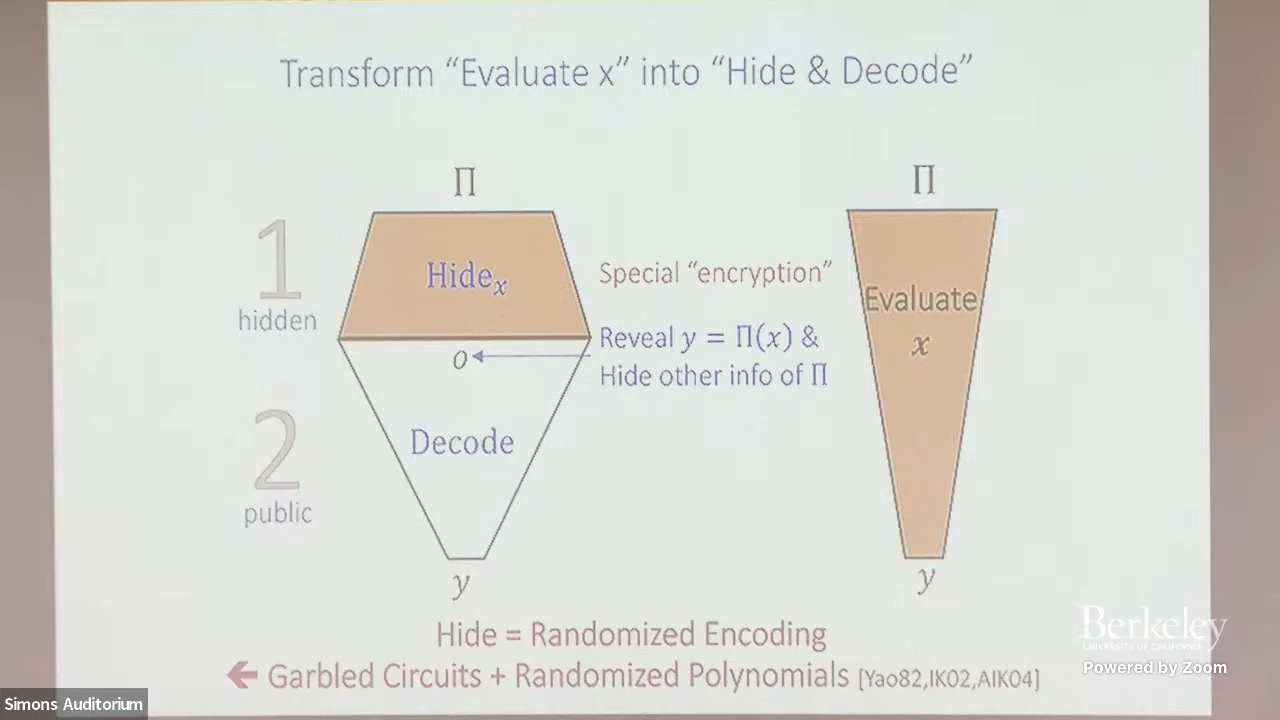 Transform “Evaluate x” into “Hide & Decode”
Π
Π
1
hidden
Hideₓ
Special “encryption”
Evaluate
x
Reveal y = Π(x) &
Hide other info of Π
o
2
public
Decode
y
y
Hide = Randomized Encoding
← Garbled Circuits + Randomized Polynomials [Yao82,IK02,AIK04]
Berkeley
UNIVERSITY OF CALIFORNIA
Powered by Zoom
Simons Auditorium